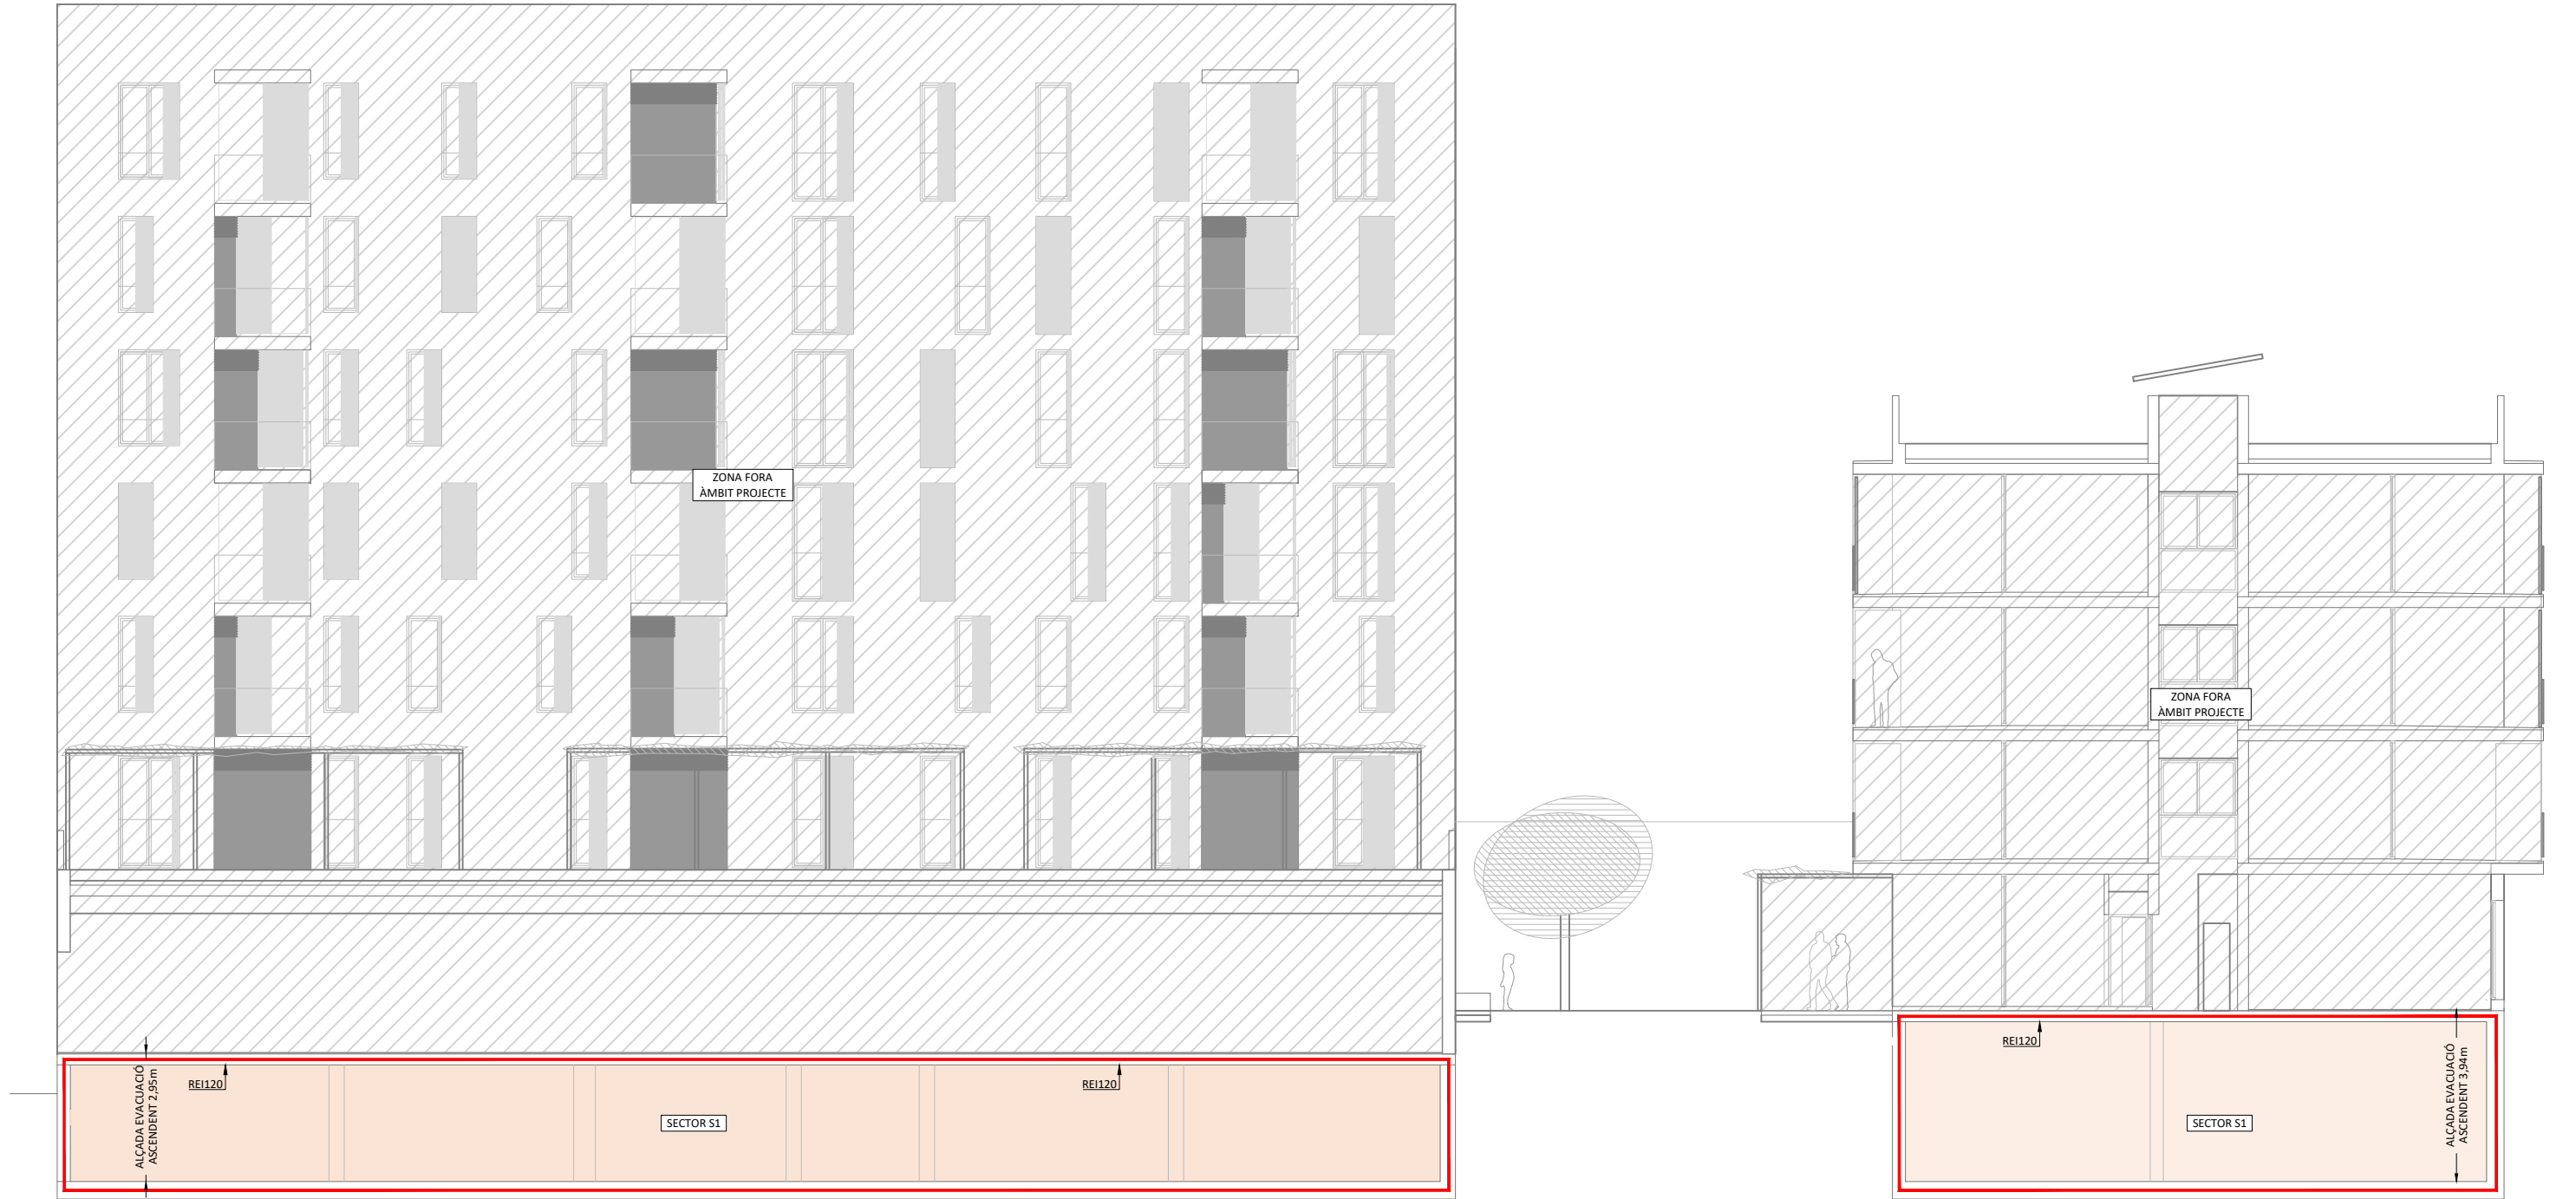 ZONA FORA
ÀMBIT PROJECTE
ZONA FORA
ÀMBIT PROJECTE
ALÇADA EVACUACIÓ
ASCENDENT 2,95m
REI120
REI120
SECTOR S1
REI120
SECTOR S1
ALÇADA EVACUACIÓ
ASCENDENT 3,94m